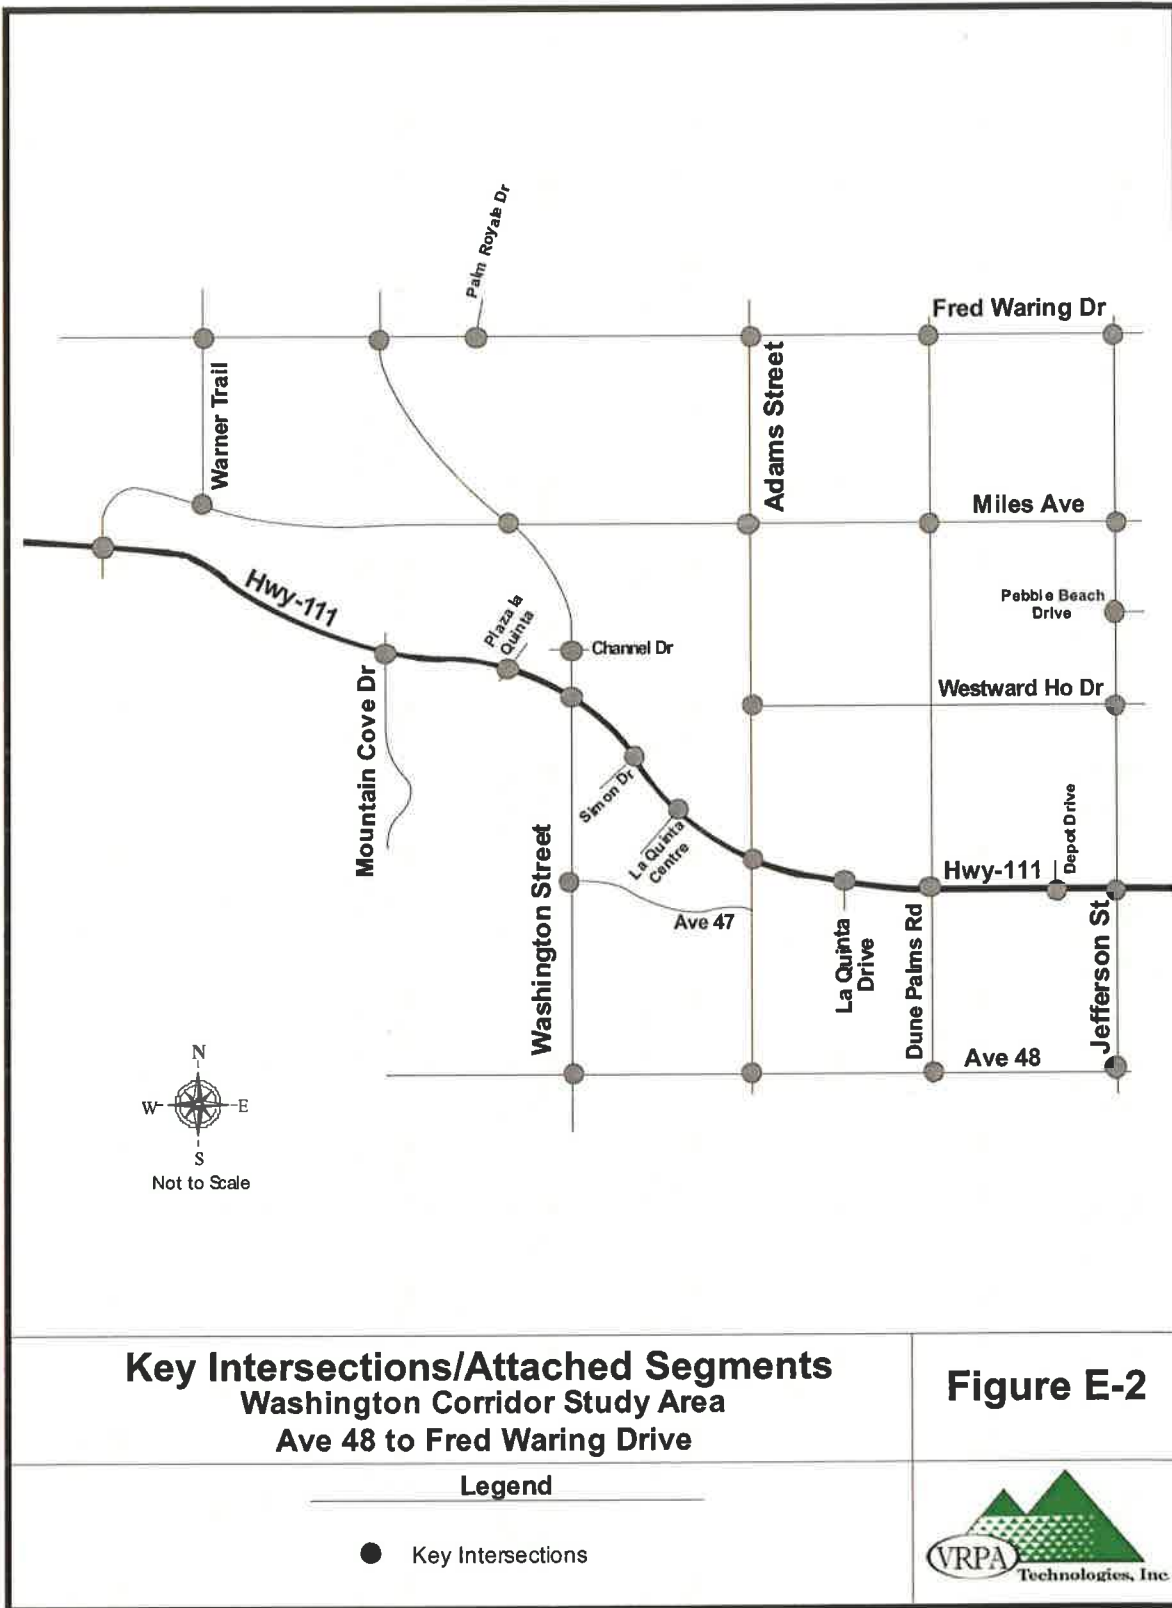 Palm Royale Dr
Fred Waring Dr
Warner Trail
Adams Street
Miles Ave
Hwy-111
Plaza la
Quinta
Pebble Beach
Drive
Channel Dr
Mountain Cove Dr
Westward Ho Dr
Simon Dr
La Quinta
Centre
Depot Drive
Washington Street
Hwy-111
Ave 47
La Quinta
Drive
Dune Palms Rd
Jefferson St
Ave 48
N
W
E
S
Not to Scale
Key Intersections/Attached Segments
Washington Corridor Study Area
Ave 48 to Fred Waring Drive
Figure E-2
Legend
Key Intersections
VRPA
Technologies, Inc